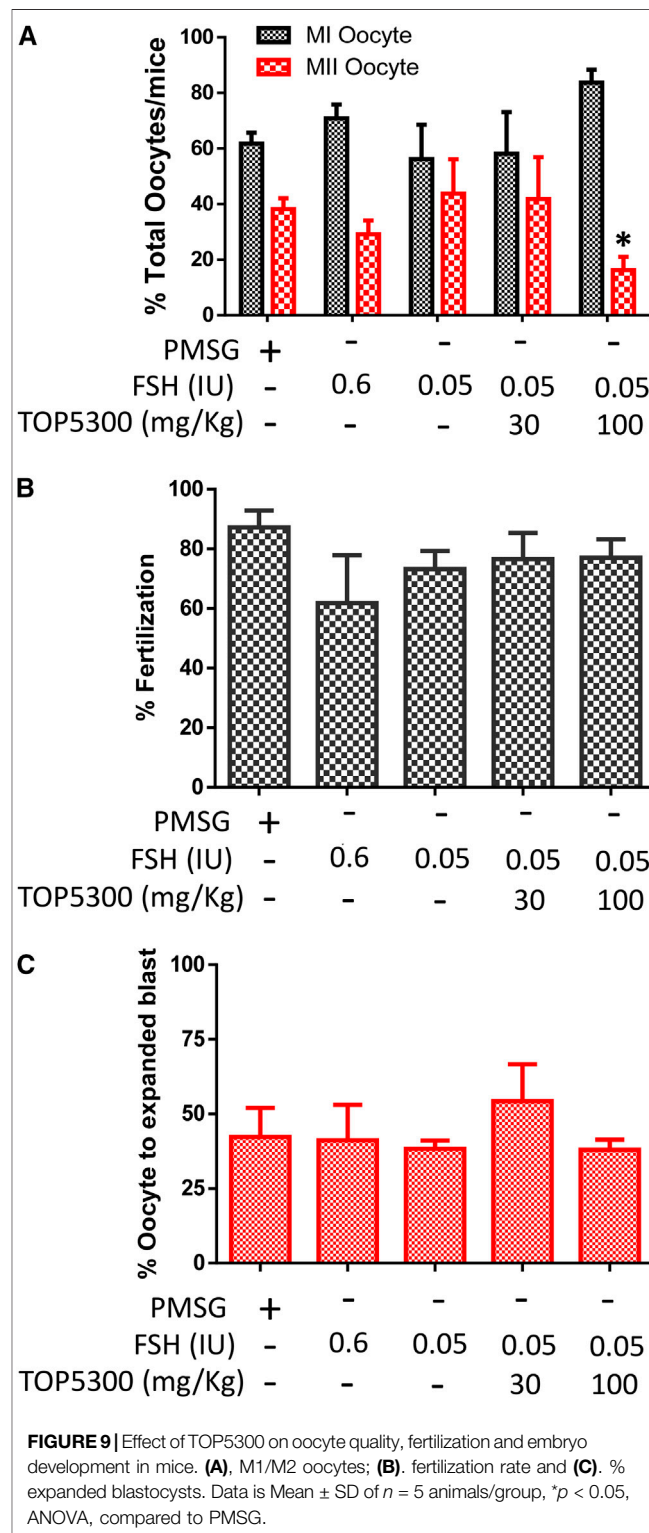 A
% Total Oocytes/mice
MI Oocyte
MII Oocyte
100
80
60
40
20
0
*
PMSG + - - - -
FSH (IU) - 0.6 0.05 0.05 0.05
TOP5300 (mg/Kg) - - - 30 100
B
% Fertilization
100
80
60
40
20
0
PMSG + - - - -
FSH (IU) - 0.6 0.05 0.05 0.05
TOP5300 (mg/Kg) - - - 30 100
C
% Oocyte to expanded blast
100
75
50
25
0
PMSG + - - - -
FSH (IU) - 0.6 0.05 0.05 0.05
TOP5300 (mg/Kg) - - - 30 100
FIGURE 9 | Effect of TOP5300 on oocyte quality, fertilization and embryo
development in mice. (A), M1/M2 oocytes; (B). fertilization rate and (C). %
expanded blastocysts. Data is Mean ± SD of n = 5 animals/group, *p < 0.05,
ANOVA, compared to PMSG.